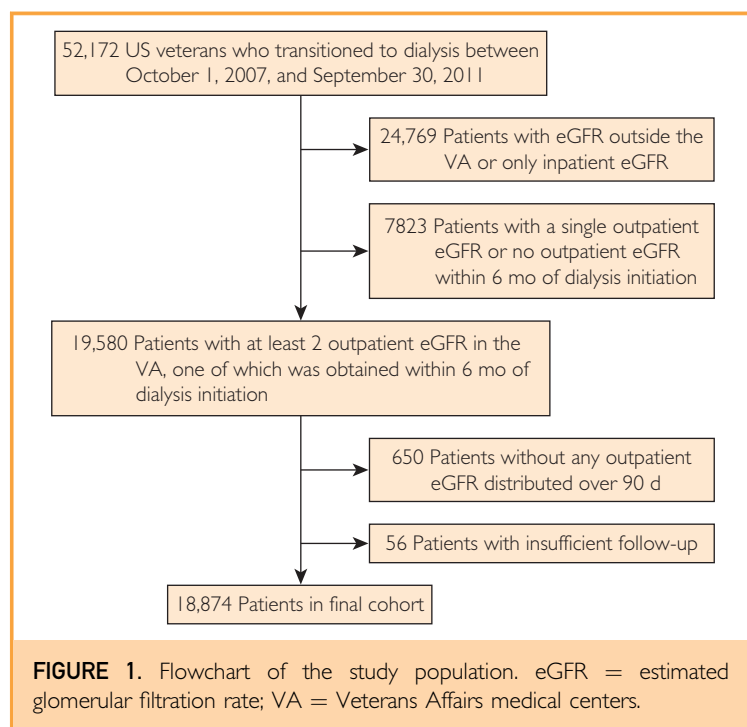 52,172 US veterans who transitioned to dialysis between
October 1, 2007, and September 30, 2011
24,769 Patients with eGFR outside the
VA or only inpatient eGFR
7823 Patients with a single outpatient
eGFR or no outpatient eGFR
within 6 mo of dialysis initiation
19,580 Patients with at least 2 outpatient eGFR in the
VA, one of which was obtained within 6 mo of
dialysis initiation
650 Patients without any outpatient
eGFR distributed over 90 d
56 Patients with insufficient follow-up
18,874 Patients in final cohort
FIGURE 1. Flowchart of the study population. eGFR = estimated
glomerular filtration rate; VA = Veterans Affairs medical centers.